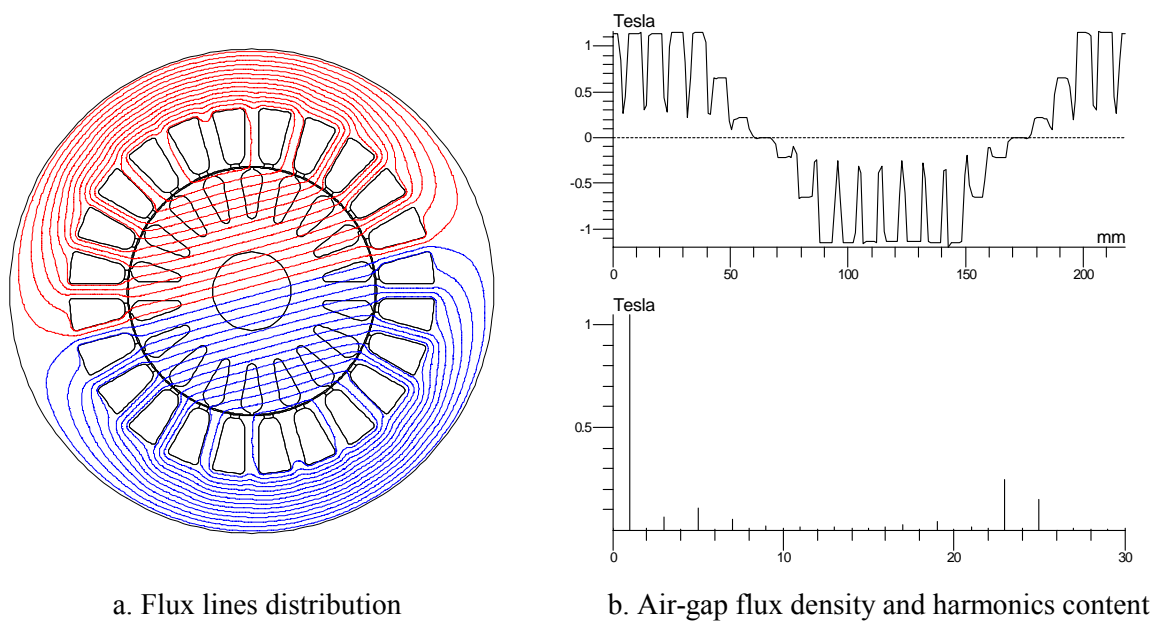 Tesla
1
0.5
0
-0.5
-1
mm
0 50 100 150 200
Tesla
1
0.5
0 10 20 30
a. Flux lines distribution
b. Air-gap flux density and harmonics content